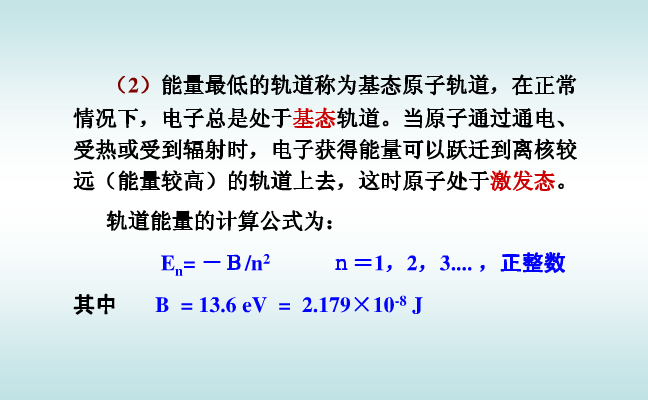 （2）能量最低的轨道称为基态原子轨道，在正常
情况下，电子总是处于基态轨道。当原子通过通电、
受热或受到辐射时，电子获得能量可以跃迁到离核较
远（能量较高）的轨道上去，这时原子处于激发态。
轨道能量的计算公式为：
En= －B/n² n＝1，2，3....，正整数
其中 B = 13.6 eV = 2.179×10⁻⁸ J